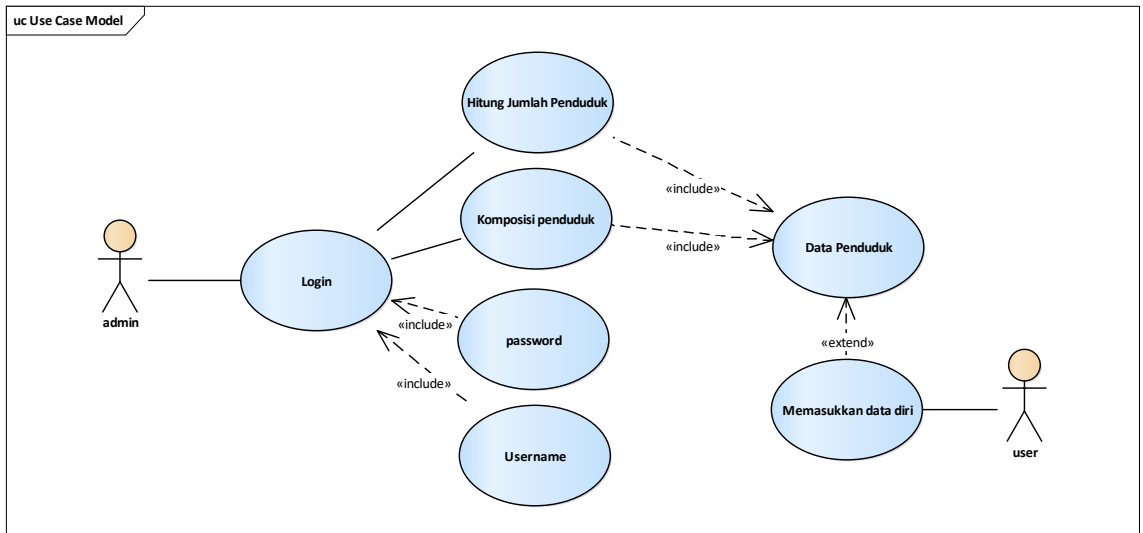 uc Use Case Model
Hitung Jumlah Penduduk
«include»
Komposisi penduduk
«include»
Data Penduduk
Login
admin
«include»
password
«extend»
«include»
Memasukkan data diri
user
Username